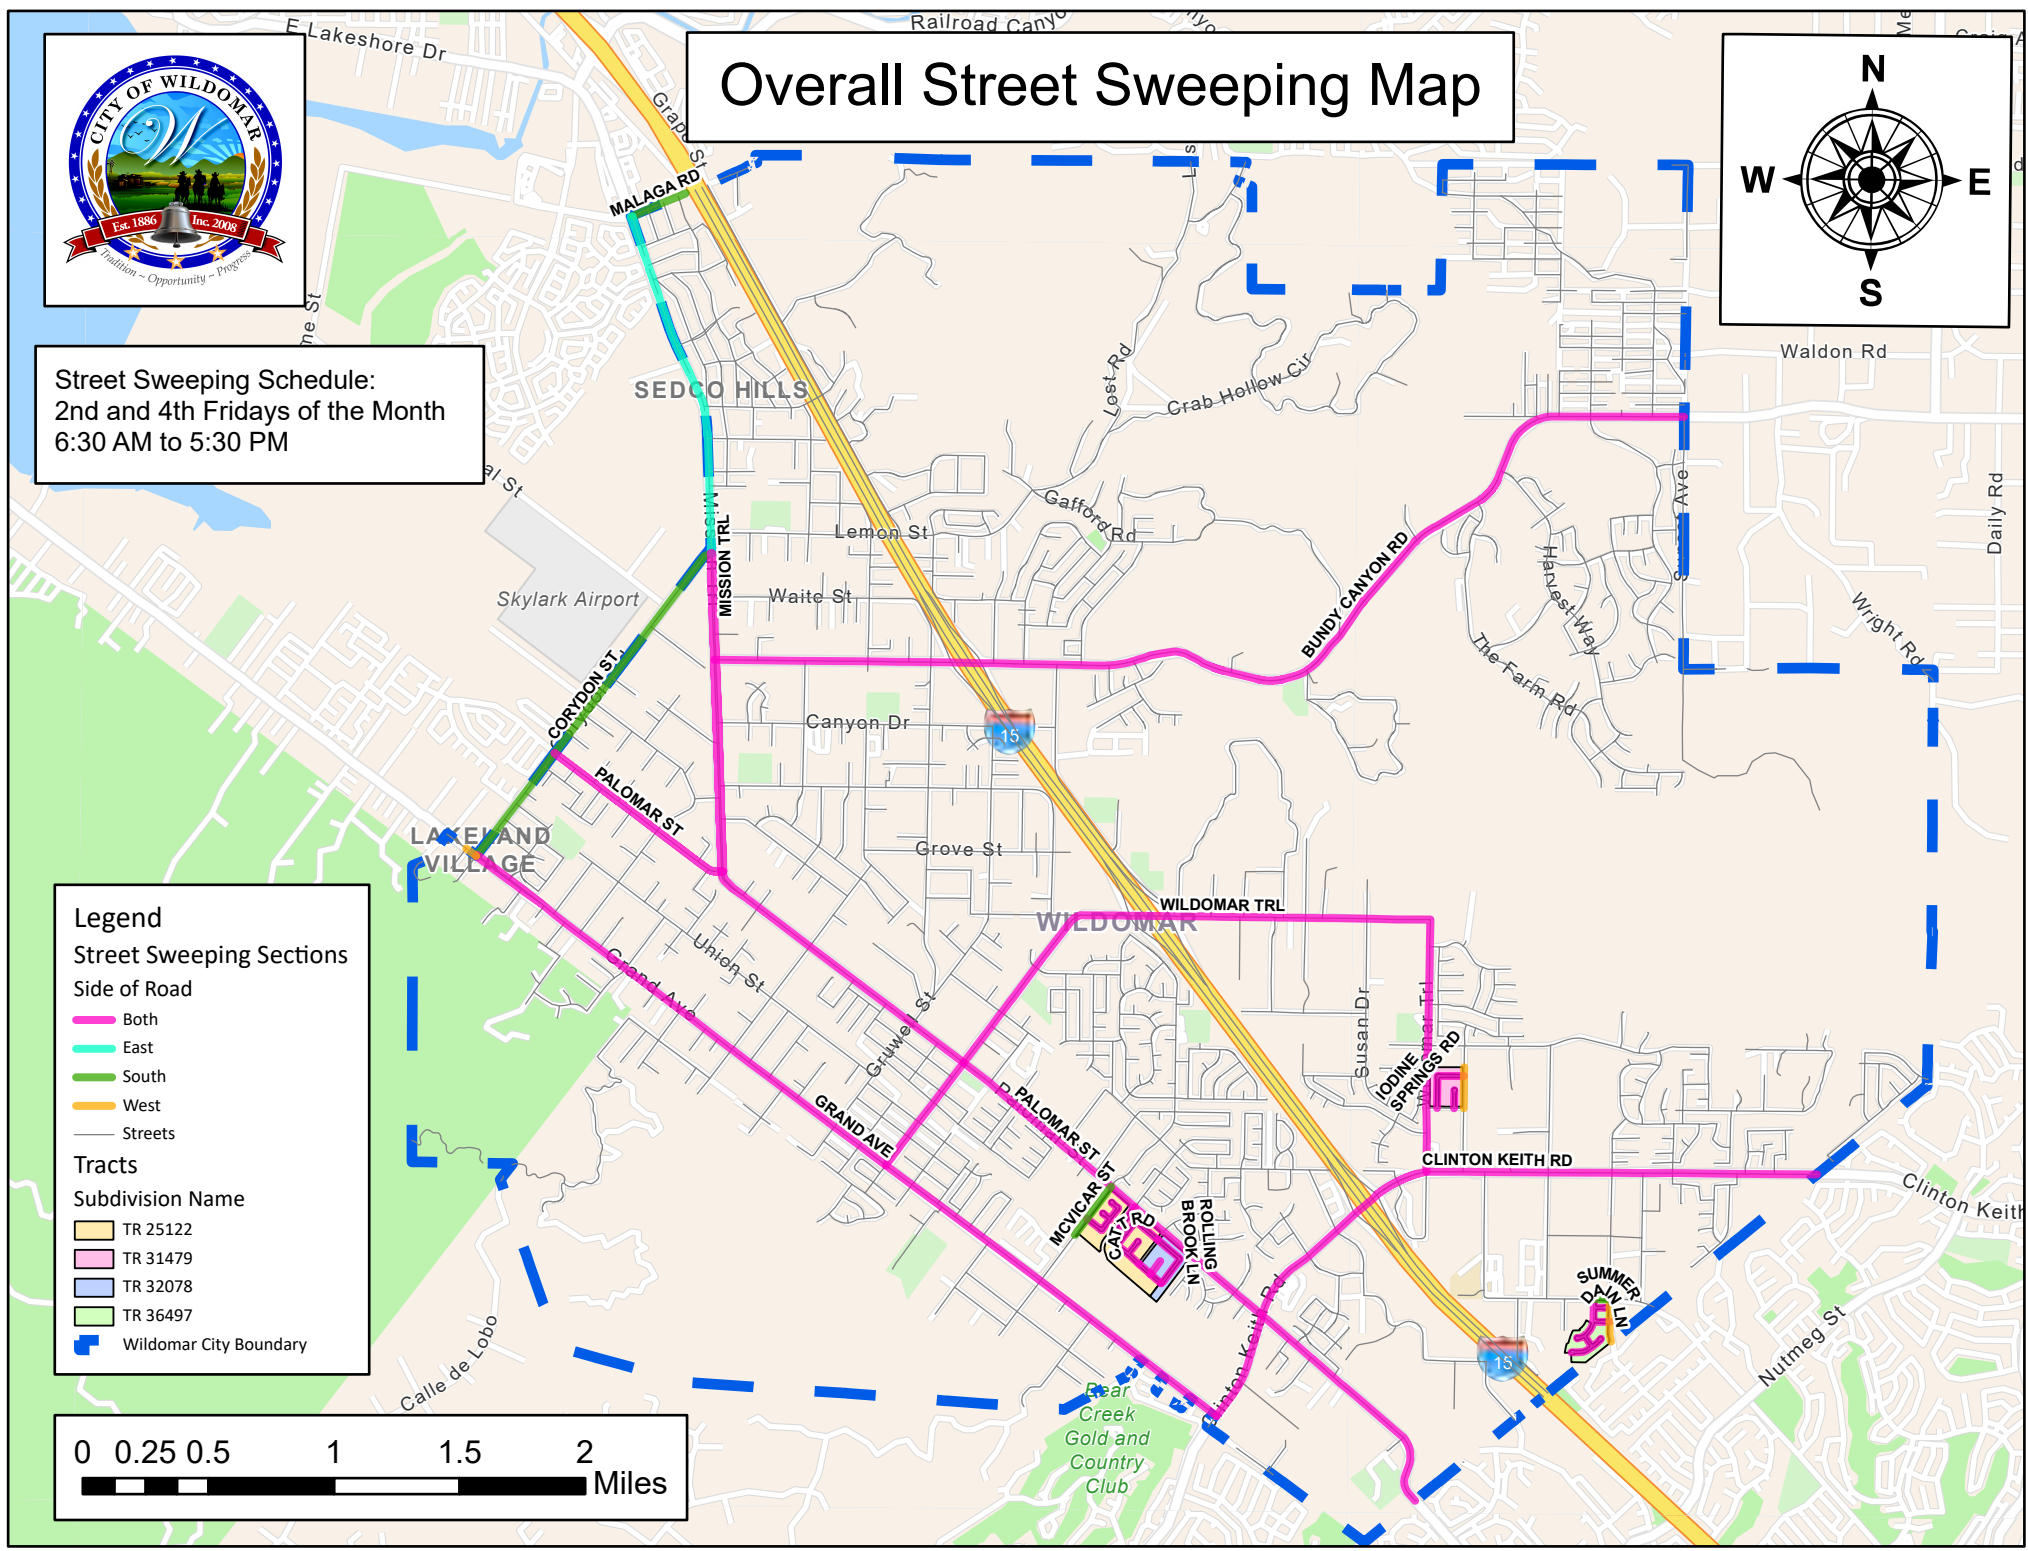 Overall Street Sweeping Map
CITY OF WILDOMAR
W
Est. 1886
Inc. 2008
Tradition ~ Opportunity ~ Progress
N
W
E
S
Street Sweeping Schedule:
2nd and 4th Fridays of the Month
6:30 AM to 5:30 PM
E Lakeshore Dr
MALAGA RD
SEDCO HILLS
Lost Rd
Crab Hollow Cir
Waldon Rd
Lemon St
Gafford Rd
MISSION TRL
Skylark Airport
Waite St
BUNDY CANYON RD
Harvest Way
Daily Rd
Wright Rd
The Farm Rd
CORYDON ST
Canyon Dr
15
PALOMAR ST
LAKELAND
VILLAGE
Grove St
WILDOMAR TRL
WILDOMAR
Union St
Grand Ave
Gruwell St
Susan Dr
IODINE
SPRINGS RD
GRAND AVE
PALOMAR ST
CLINTON KEITH RD
MCVICAR ST
CATT RD
ROLLING
BROOK LN
Clinton Keith
Clinton Keith Rd
SUMMER
DAIN LN
Nutmeg St
15
Calle de Lobo
Bear
Creek
Gold and
Country
Club
Legend
Street Sweeping Sections
Side of Road
Both
East
South
West
Streets
Tracts
Subdivision Name
TR 25122
TR 31479
TR 32078
TR 36497
Wildomar City Boundary
0 0.25 0.5 1 1.5 2
Miles